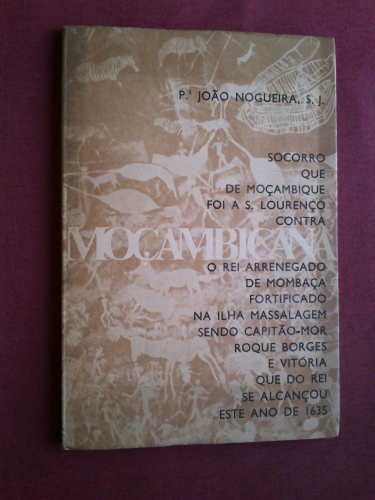 P.E JOÃO NOGUEIRA, S. J.
SOCORRO
QUE
DE MOÇAMBIQUE
FOI A S. LOURENÇO
CONTRA
MOÇAMBICANA
O REI ARRENEGADO
DE MOMBAÇA
FORTIFICADO
NA ILHA MASSALAGEM
SENDO CAPITÃO-MOR
ROQUE BORGES
E VITÓRIA
QUE DO REI
SE ALCANÇOU
ESTE ANO DE 1635